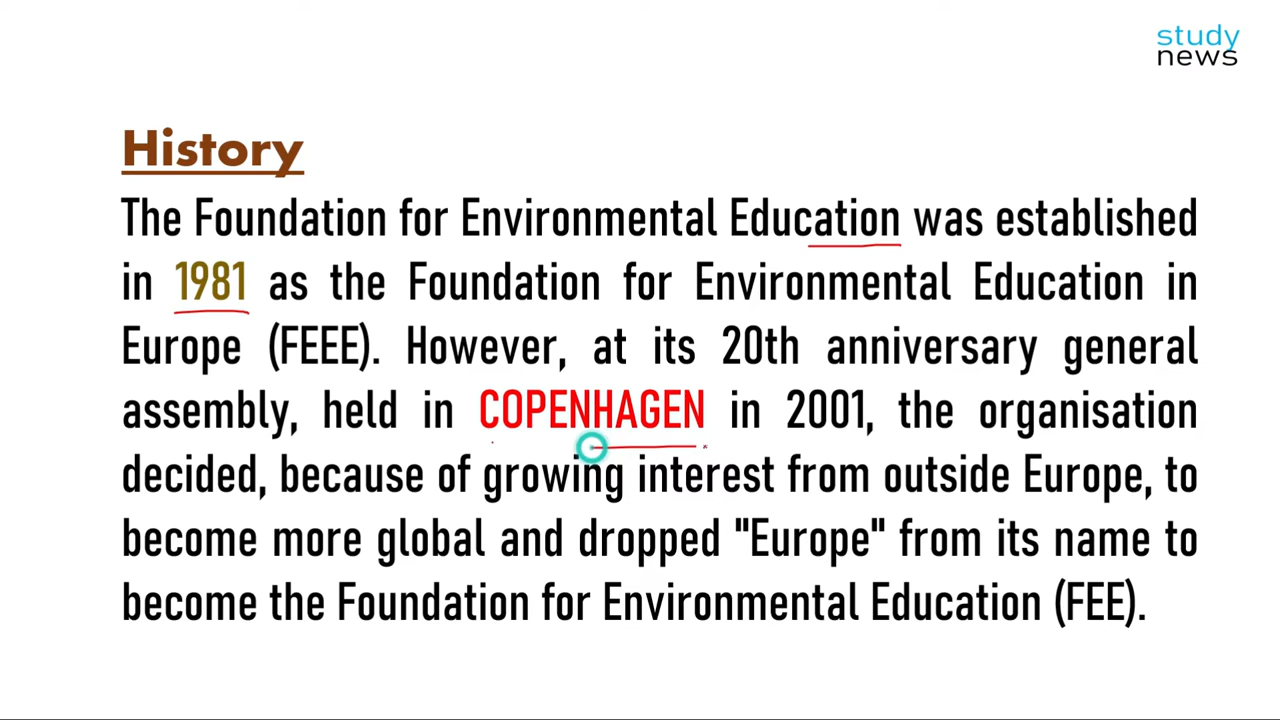 study
news
History
The Foundation for Environmental Education was established
in 1981 as the Foundation for Environmental Education in
Europe (FEEE). However, at its 20th anniversary general
assembly, held in COPENHAGEN in 2001, the organisation
decided, because of growing interest from outside Europe, to
become more global and dropped "Europe" from its name to
become the Foundation for Environmental Education (FEE).